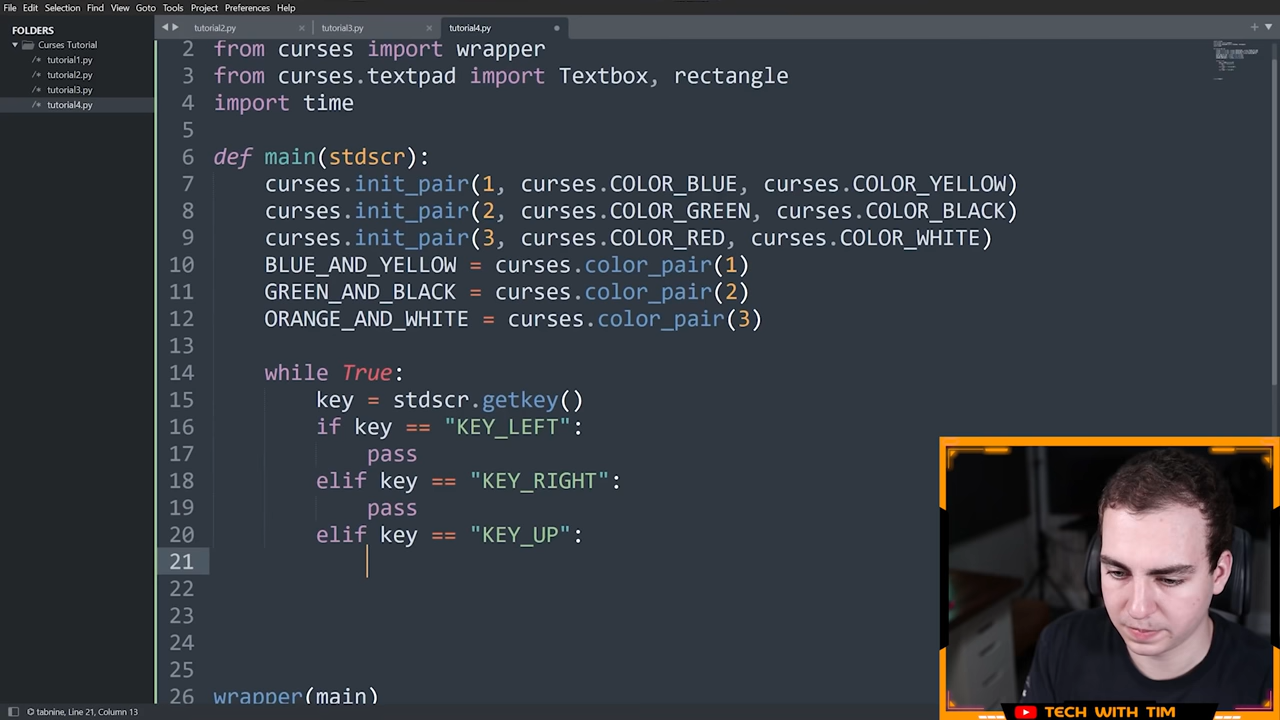 File Edit Selection Find View Goto Tools Project Preferences Help
FOLDERS
Curses Tutorial
tutorial1.py
tutorial2.py
tutorial3.py
tutorial4.py
tutorial2.py tutorial3.py tutorial4.py
2 from curses import wrapper
3 from curses.textpad import Textbox, rectangle
4 import time
5
6 def main(stdscr):
7 curses.init_pair(1, curses.COLOR_BLUE, curses.COLOR_YELLOW)
8 curses.init_pair(2, curses.COLOR_GREEN, curses.COLOR_BLACK)
9 curses.init_pair(3, curses.COLOR_RED, curses.COLOR_WHITE)
10 BLUE_AND_YELLOW = curses.color_pair(1)
11 GREEN_AND_BLACK = curses.color_pair(2)
12 ORANGE_AND_WHITE = curses.color_pair(3)
13
14 while True:
15 key = stdscr.getkey()
16 if key == "KEY_LEFT":
17 pass
18 elif key == "KEY_RIGHT":
19 pass
20 elif key == "KEY_UP":
21
22
23
24
25
26 wrapper(main)
tabnine, Line 21, Column 13
TECH WITH TIM